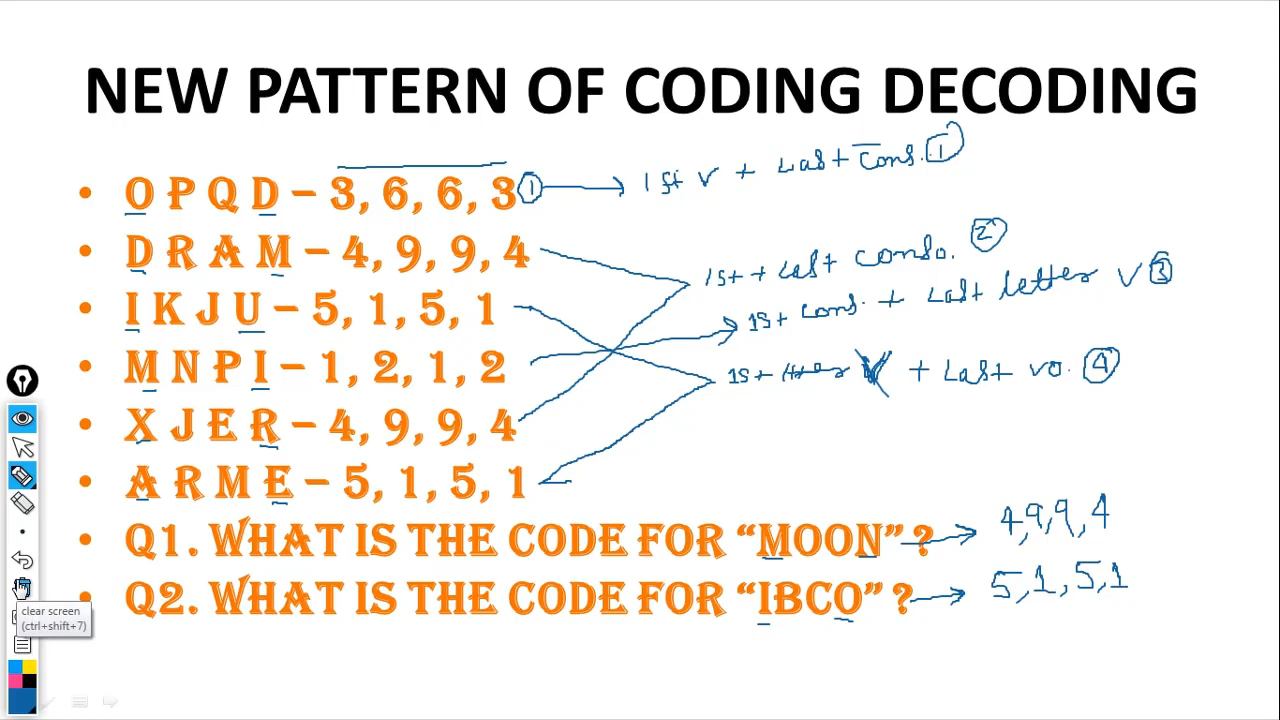 NEW PATTERN OF CODING DECODING
• O P Q D – 3, 6, 6, 3 ① 1st V + Last Cons. 1
• D R A M – 4, 9, 9, 4 1st + Last Conso. 2
• I K J U – 5, 1, 5, 1 1st Cons. + Last letter V 3
• M N P I – 1, 2, 1, 2 1st V + Last vo. 4
• X J E R – 4, 9, 9, 4
• A R M E – 5, 1, 5, 1
• Q1. WHAT IS THE CODE FOR “MOON” ? 4,9,9,4
• Q2. WHAT IS THE CODE FOR “IBCO” ? 5,1,5,1
clear screen
(ctrl+shift+7)